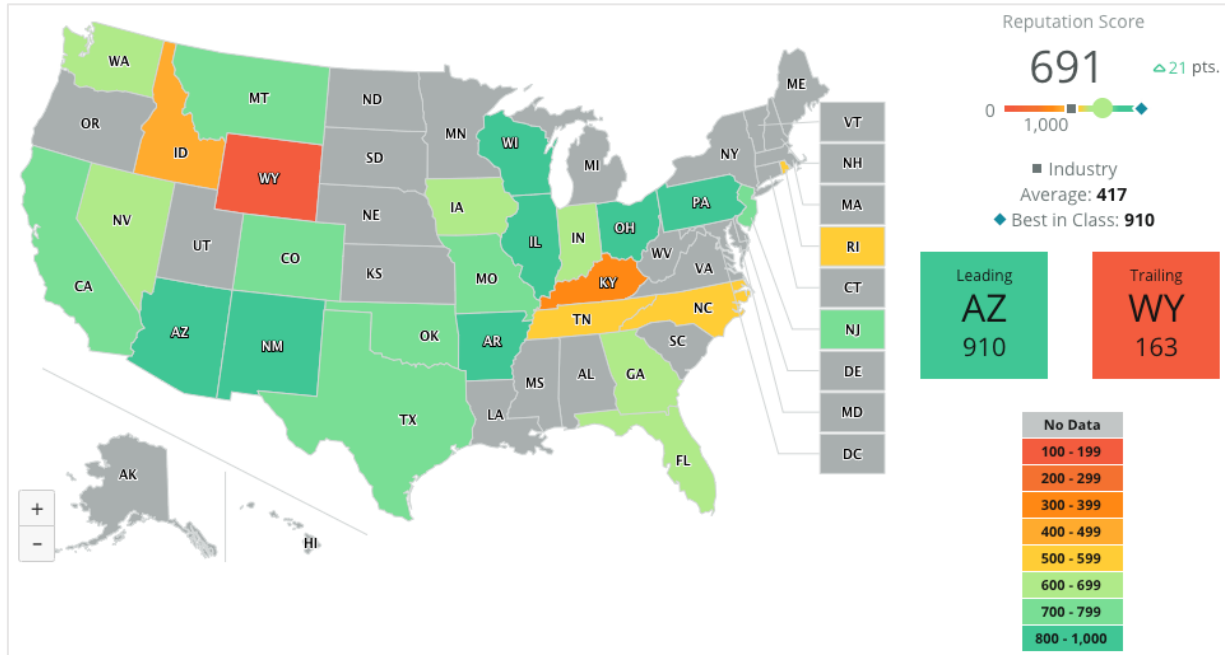 WA
MT
ND
MN
ME
OR
ID
WY
SD
WI
MI
NY
NV
UT
CO
NE
IA
IL
IN
OH
PA
WV
VA
CA
KS
MO
KY
AZ
NM
OK
AR
TN
NC
SC
TX
LA
MS
AL
GA
FL
AK
HI
+
−
VT
NH
MA
RI
CT
NJ
DE
MD
DC
Reputation Score
691
21 pts.
0
1,000
Industry
Average: 417
Best in Class: 910
Leading
AZ
910
Trailing
WY
163
No Data
100 - 199
200 - 299
300 - 399
400 - 499
500 - 599
600 - 699
700 - 799
800 - 1,000